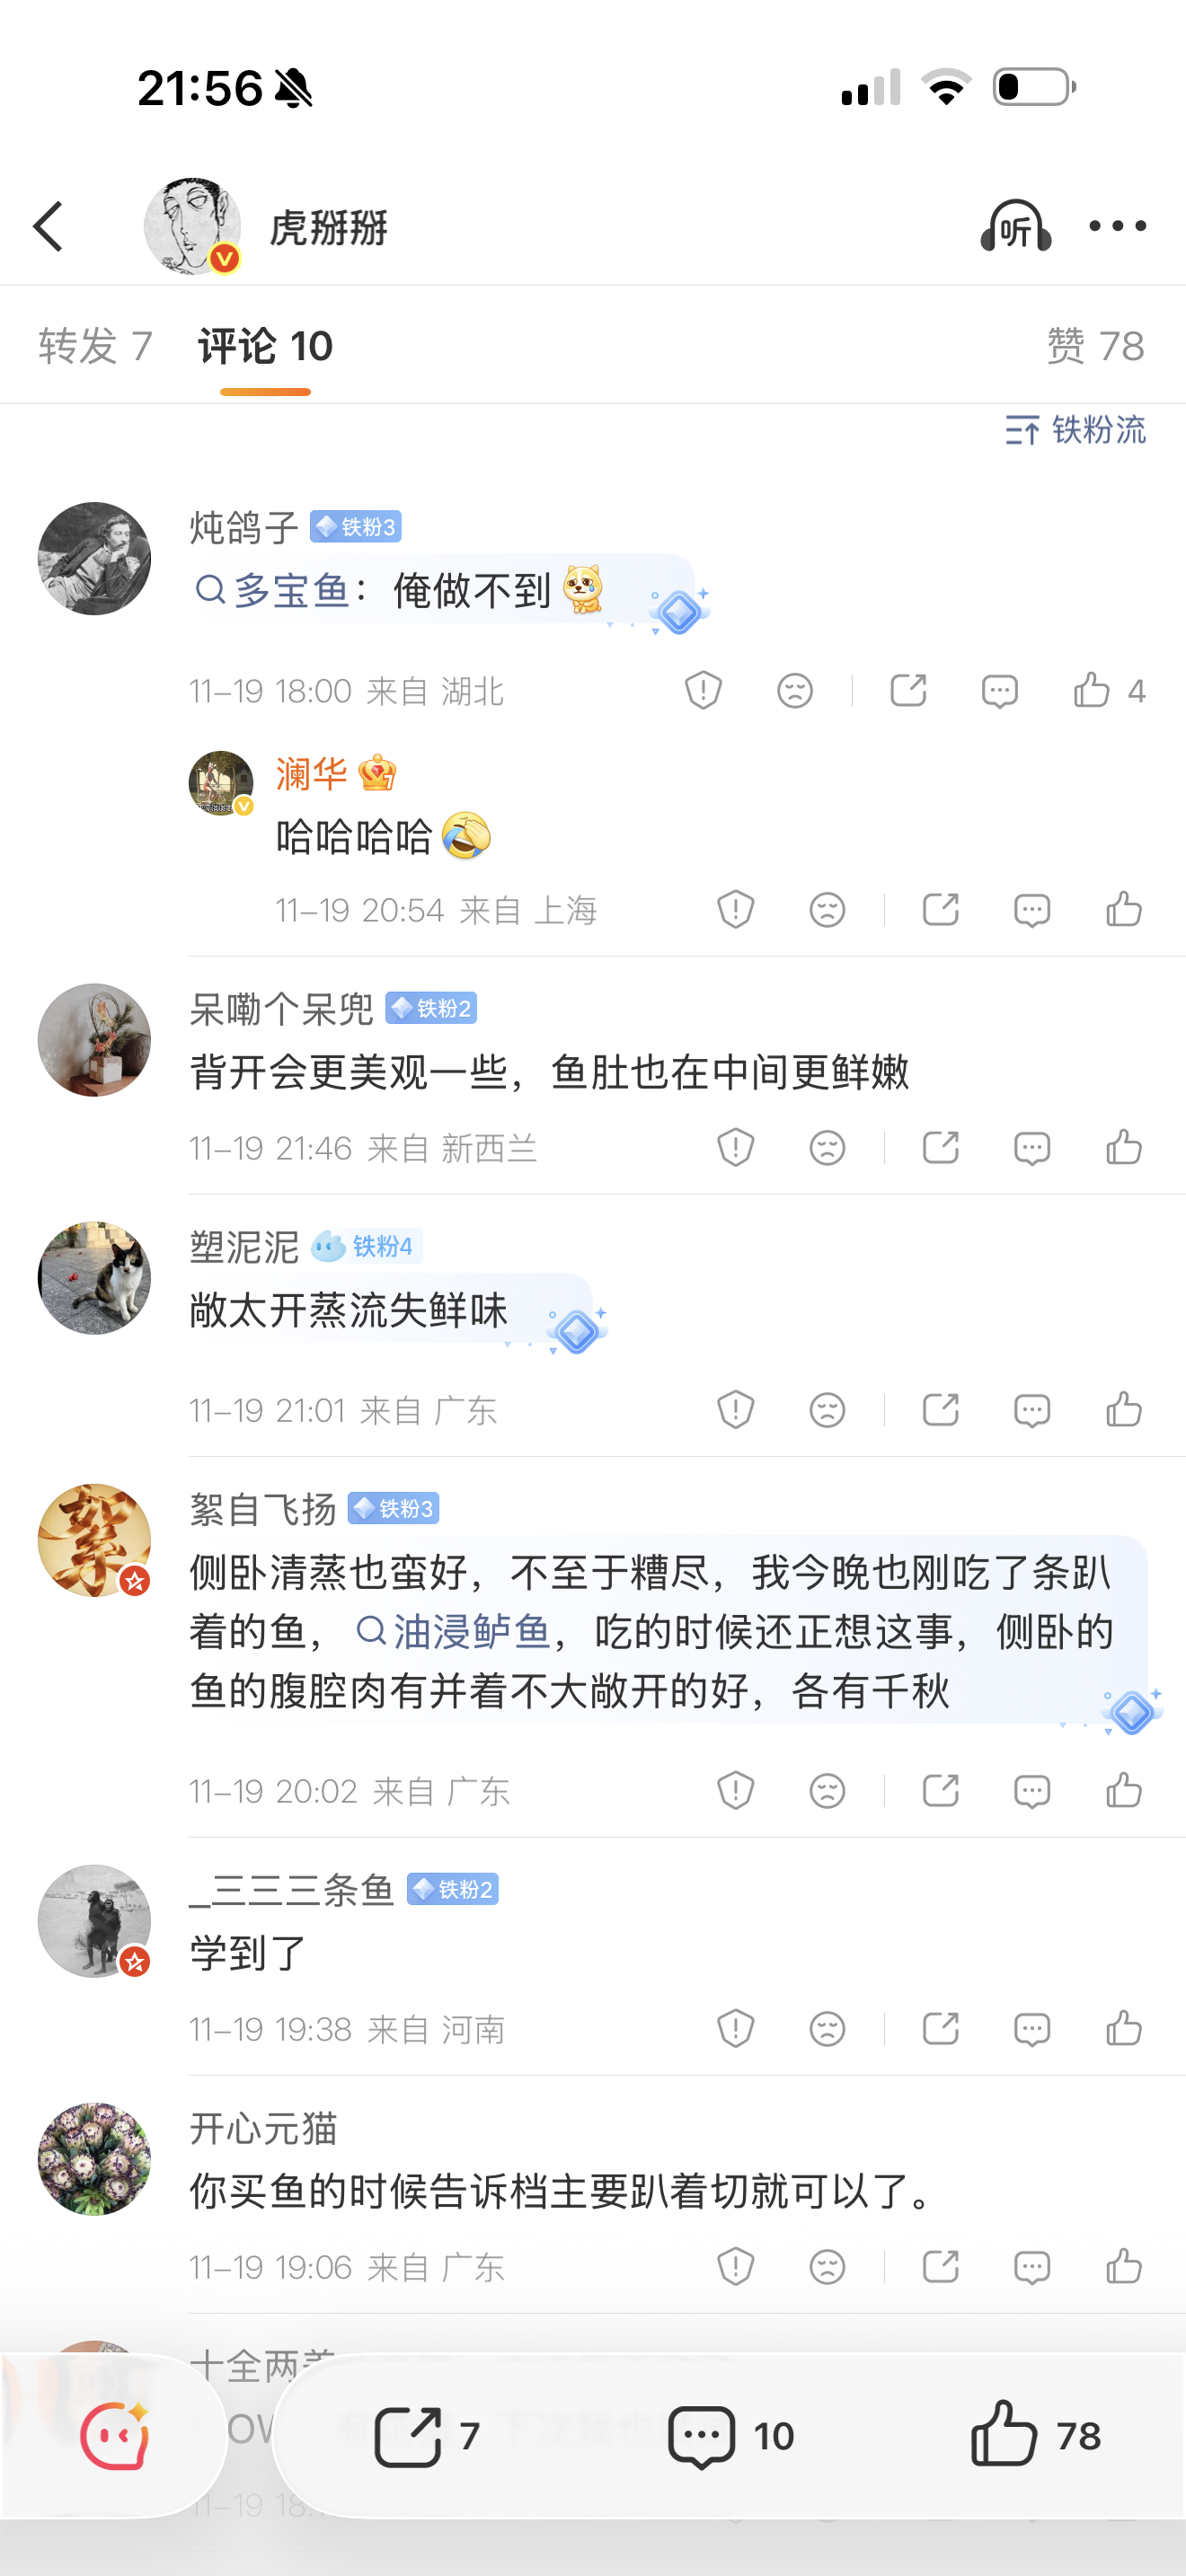 21:56
虎掰掰
听
转发 7 评论 10 赞 78
铁粉流
炖鸽子 铁粉3
多宝鱼：俺做不到
11-19 18:00 来自 湖北 4
澜华
哈哈哈哈
11-19 20:54 来自 上海
呆嘞个呆兜 铁粉2
背开会更美观一些，鱼肚也在中间更鲜嫩
11-19 21:46 来自 新西兰
塑泥泥 铁粉4
敞太开蒸流失鲜味
11-19 21:01 来自 广东
絮自飞扬 铁粉3
侧卧清蒸也蛮好，不至于糟尽，我今晚也刚吃了条趴
着的鱼，油浸鲈鱼，吃的时候还正想这事，侧卧的
鱼的腹腔肉有并着不大敞开的好，各有千秋
11-19 20:02 来自 广东
_三三三条鱼 铁粉2
学到了
11-19 19:38 来自 河南
开心元猫
你买鱼的时候告诉档主要趴着切就可以了。
11-19 19:06 来自 广东
十全两美
7 10 78